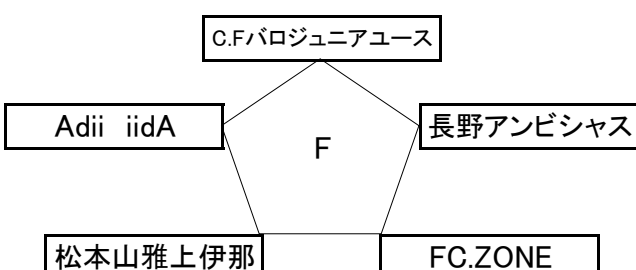 C.Fバロジュニアユース
Adii iidA
長野アンビシャス
F
松本山雅上伊那
FC.ZONE